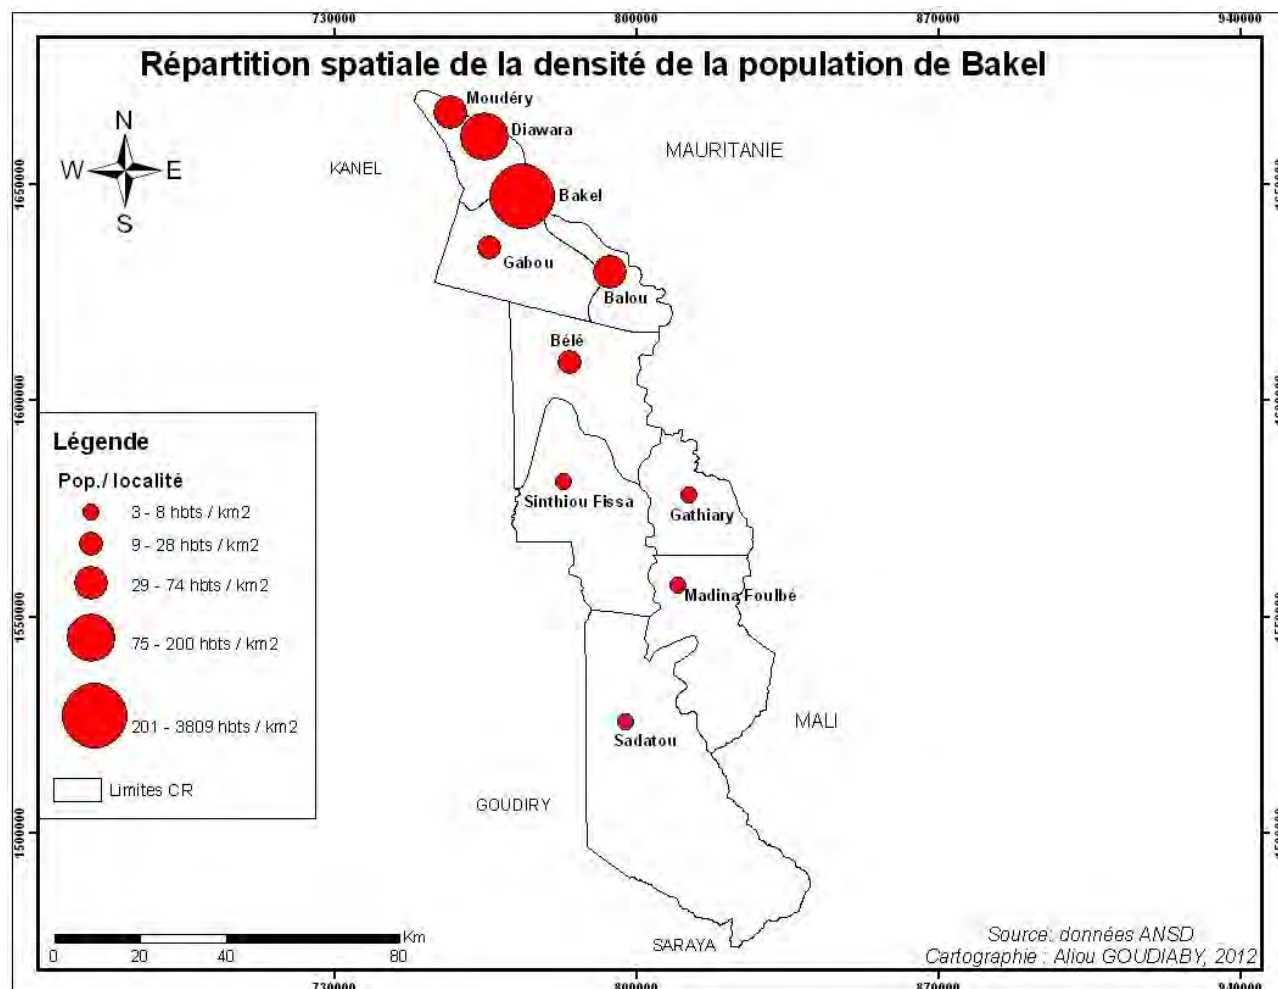 730000 800000 870000 940000
Répartition spatiale de la densité de la population de Bakel
Moudéry
Diawara
MAURITANIE
KANEL
N
W E
S
1650000 1650000
Bakel
Gabou
Balou
Bélé
1600000 1600000
Légende
Pop./ localité
3 - 8 hbts / km2
9 - 28 hbts / km2
29 - 74 hbts / km2
75 - 200 hbts / km2
201 - 3809 hbts / km2
Limites CR
Sinthiou Fissa
Gathiary
Madina Foulbé
1550000 1550000
Sadatou
MALI
GOUDIRY
1500000 1500000
SARAYA
Km
0 20 40 80
Source: données ANSD
Cartographie : Aliou GOUDIABY, 2012
730000 800000 870000 940000